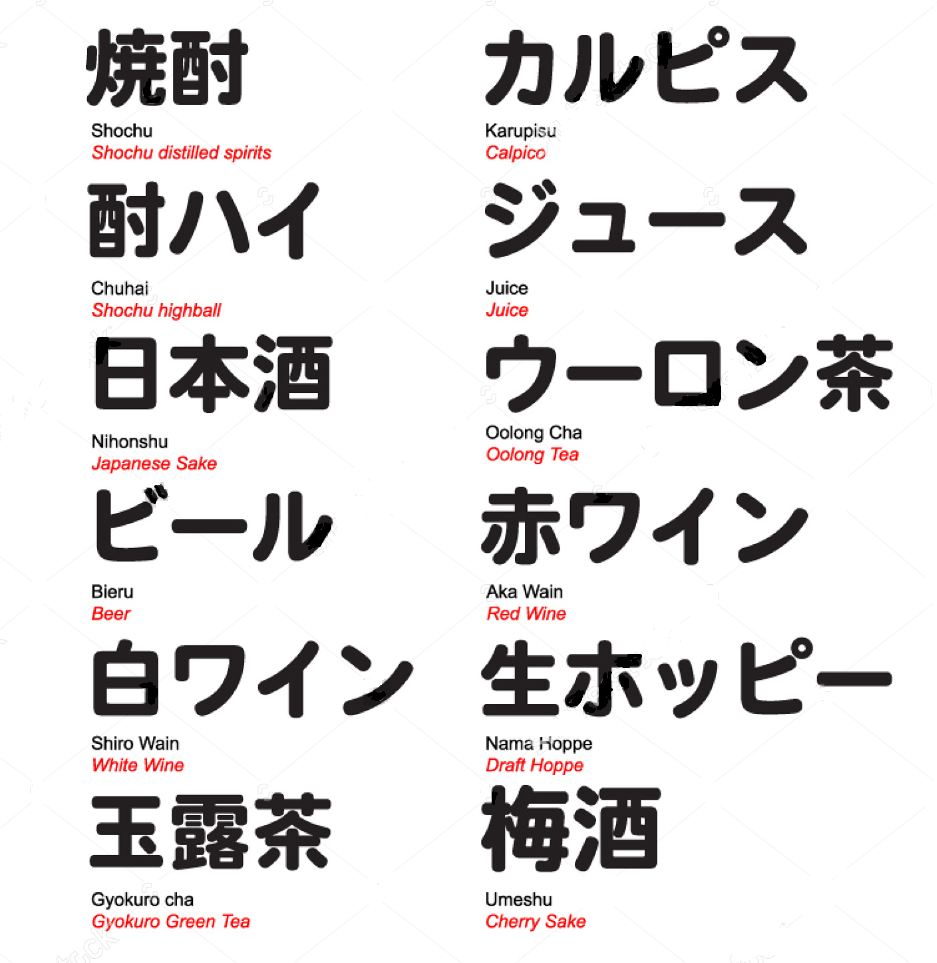 焼酎
Shochu
Shochu distilled spirits
酎ハイ
Chuhai
Shochu highball
日本酒
Nihonshu
Japanese Sake
ビール
Bieru
Beer
白ワイン
Shiro Wain
White Wine
玉露茶
Gyokuro cha
Gyokuro Green Tea
カルピス
Karupisu
Calpico
ジュース
Juice
Juice
ウーロン茶
Oolong Cha
Oolong Tea
赤ワイン
Aka Wain
Red Wine
生ホッピー
Nama Hoppe
Draft Hoppe
梅酒
Umeshu
Cherry Sake